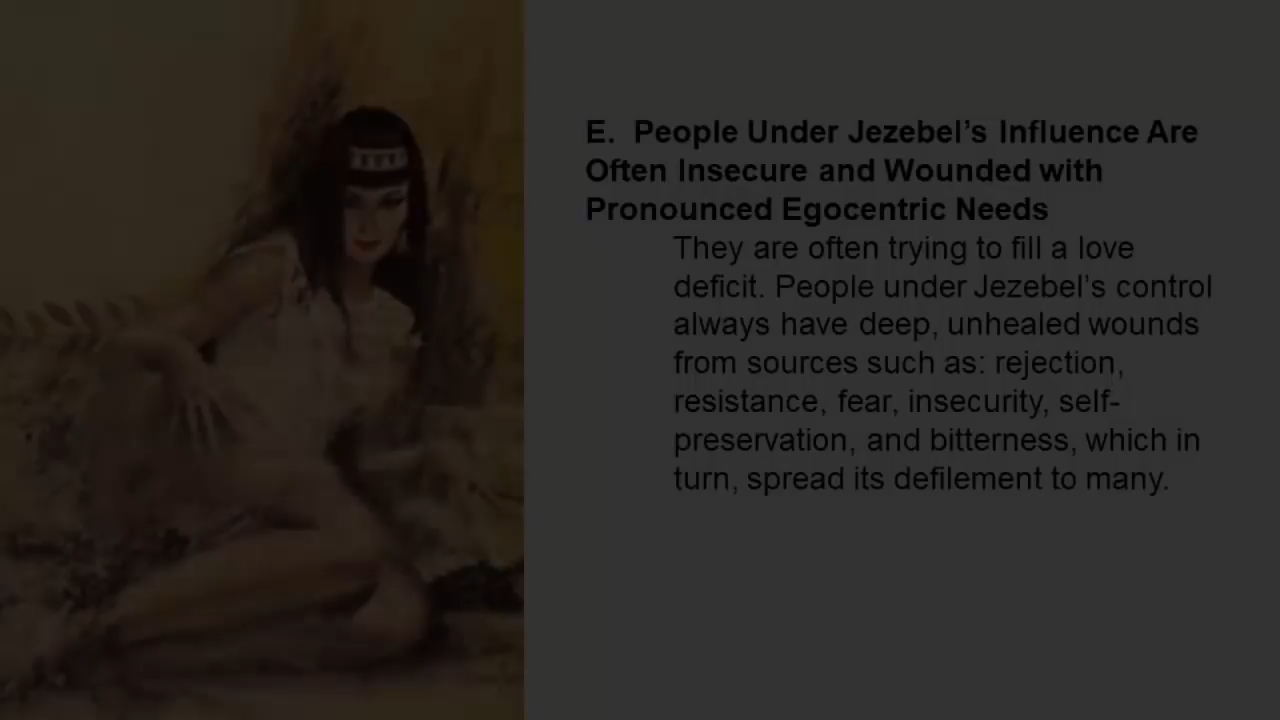 E.  People Under Jezebel’s Influence Are
Often Insecure and Wounded with
Pronounced Egocentric Needs
They are often trying to fill a love
deficit. People under Jezebel’s control
always have deep, unhealed wounds
from sources such as: rejection,
resistance, fear, insecurity, self-
preservation, and bitterness, which in
turn, spread its defilement to many.